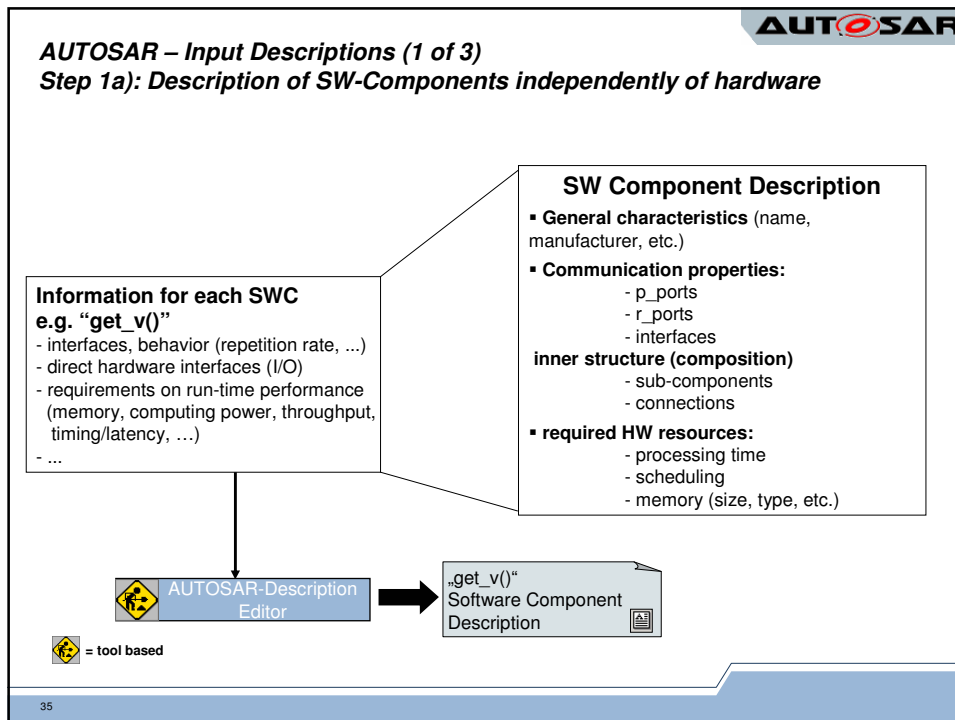 AUTOSAR
AUTOSAR – Input Descriptions (1 of 3)
Step 1a): Description of SW-Components independently of hardware
SW Component Description
▪ General characteristics (name,
manufacturer, etc.)
▪ Communication properties:
- p_ports
- r_ports
- interfaces
inner structure (composition)
- sub-components
- connections
▪ required HW resources:
- processing time
- scheduling
- memory (size, type, etc.)
Information for each SWC
e.g. “get_v()”
- interfaces, behavior (repetition rate, ...)
- direct hardware interfaces (I/O)
- requirements on run-time performance
(memory, computing power, throughput,
timing/latency, …)
- ...
AUTOSAR-Description
Editor
„get_v()“
Software Component
Description
= tool based
35